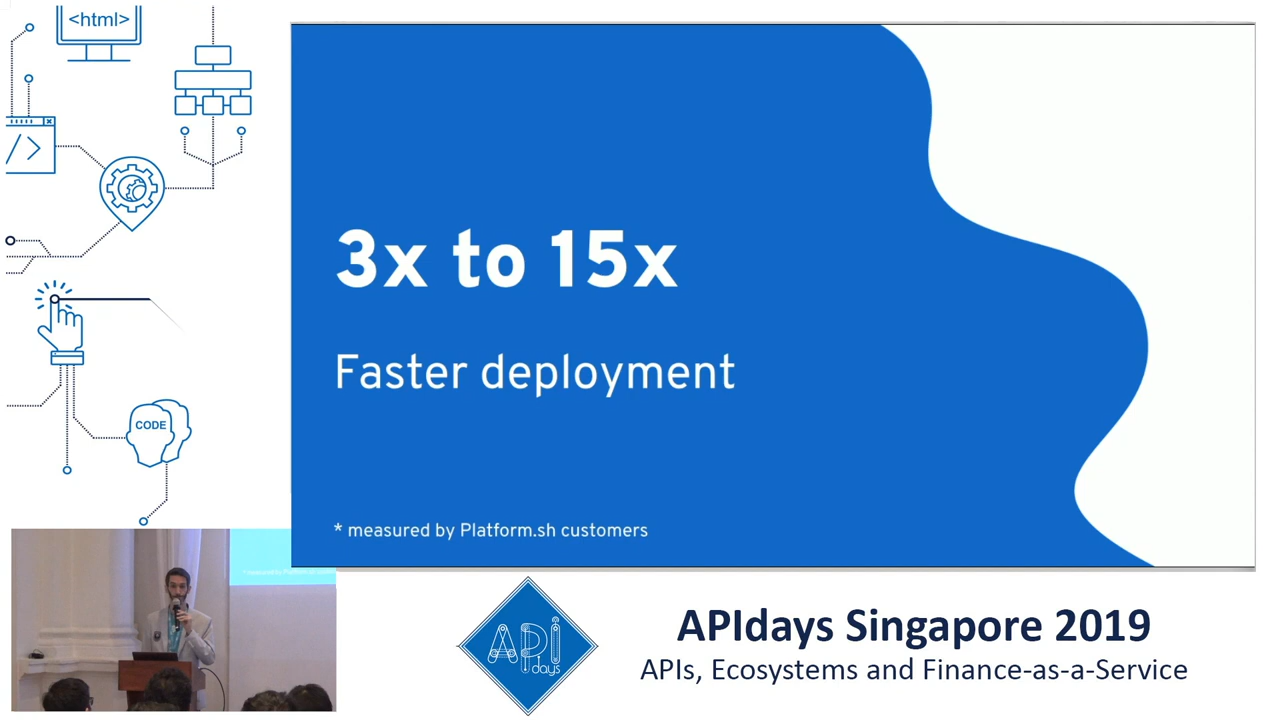 <html>
</>
CODE
3x to 15x
Faster deployment
* measured by Platform.sh customers
API
days
APIdays Singapore 2019
APIs, Ecosystems and Finance-as-a-Service